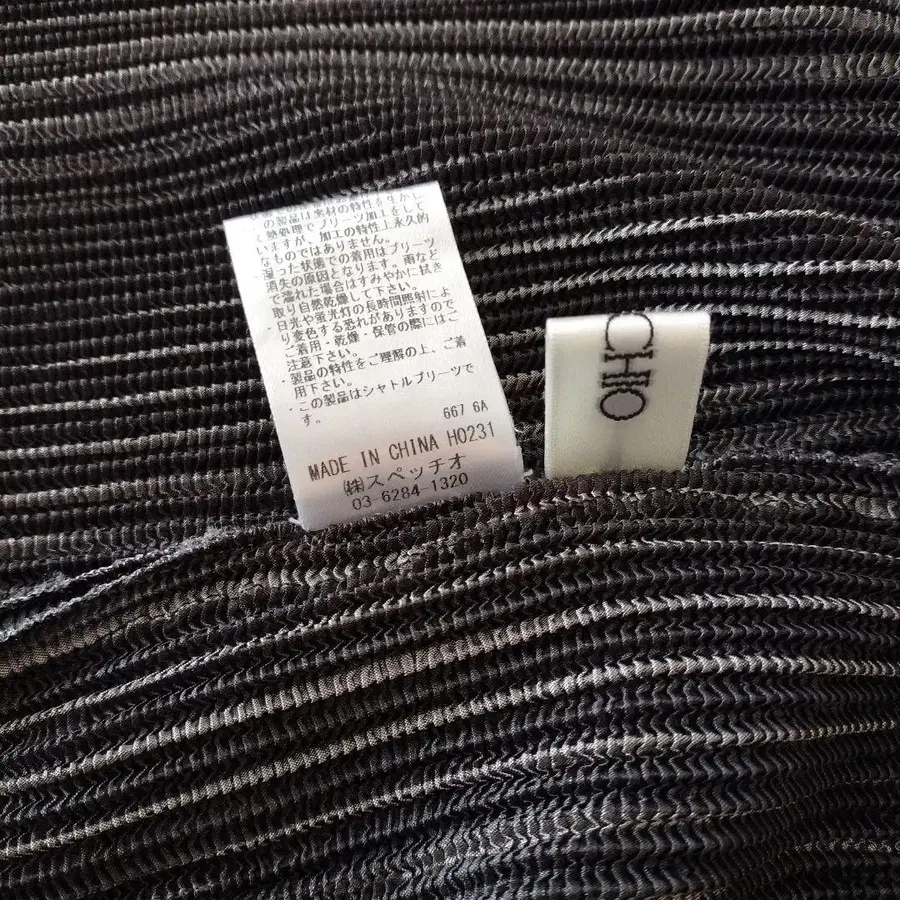 の製品は素材の特性を生かし
て熱処理でプリーツ加工をして
いますが、加工の特性上永久的
なものではありません。
湿った状態での着用はプリーツ
消失の原因となります。雨など
で濡れた場合はすみやかに拭き
取り自然乾燥して下さい。
・日光や蛍光灯の長時間照射によ
り変色する恐れがありますので
ご着用・乾燥・保管の際にはご
注意下さい。
・製品の特性をご理解の上、ご着
用下さい。
・この製品はシャトルプリーツで
す。
667 6A
MADE IN CHINA H0231
㈱スペッチオ
03-6284-1320
CCHIO